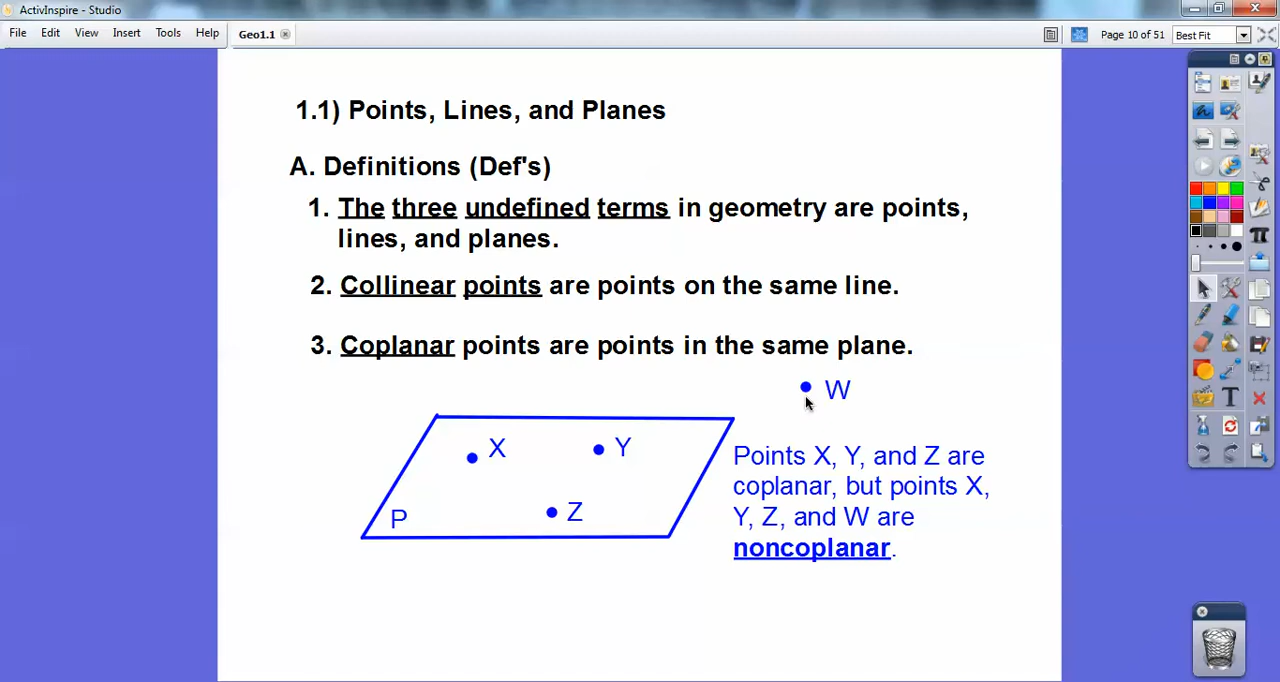 ActivInspire - Studio
File Edit View Insert Tools Help Geo1.1 Page 10 of 51 Best Fit
1.1) Points, Lines, and Planes
A. Definitions (Def's)
1. The three undefined terms in geometry are points,
lines, and planes.
2. Collinear points are points on the same line.
3. Coplanar points are points in the same plane.
W
X Y
Z
P
Points X, Y, and Z are
coplanar, but points X,
Y, Z, and W are
noncoplanar.